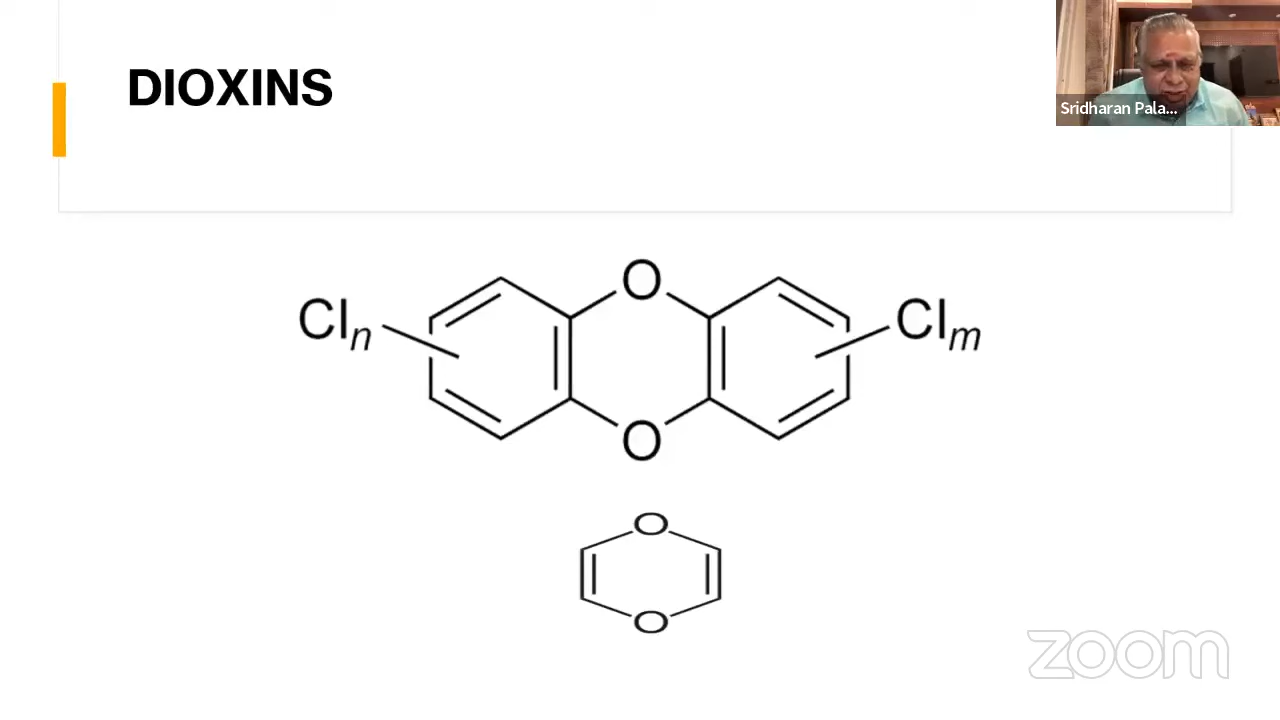 DIOXINS
Sridharan Pala...
O
Cln
Clm
O
O
O
zoom